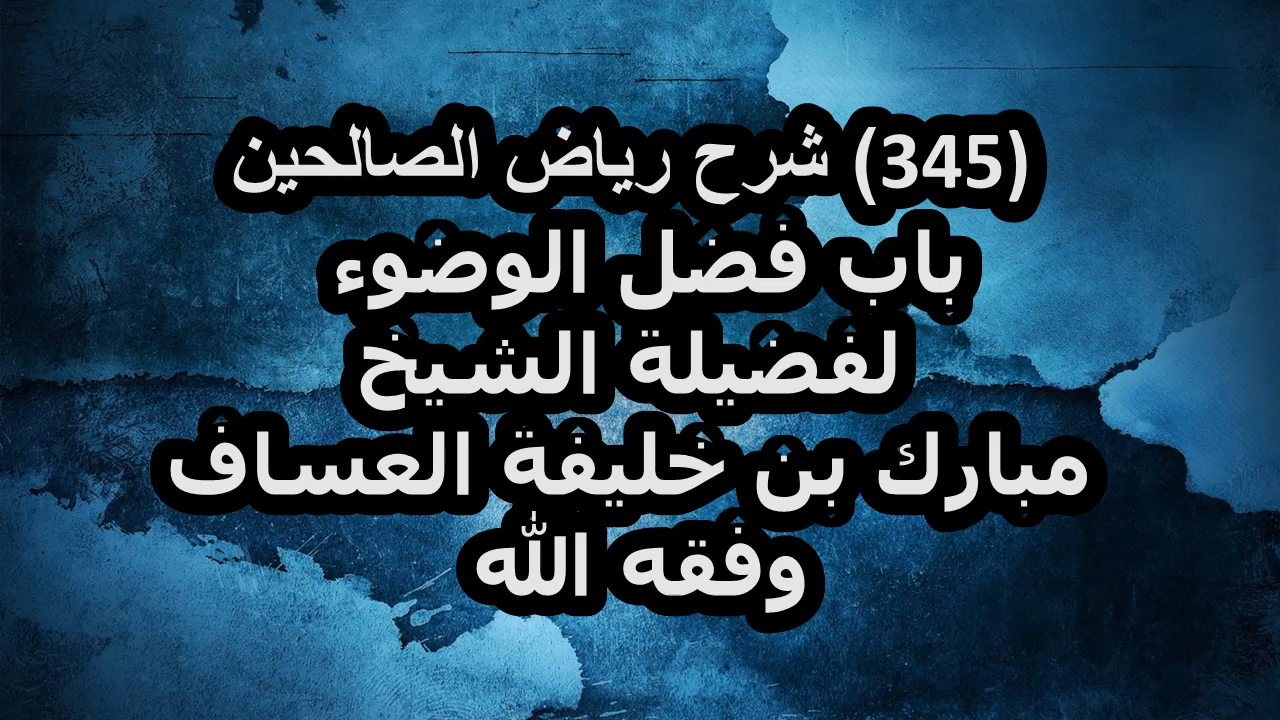 (345) شرح رياض الصالحين
باب فضل الوضوء
لفضيلة الشيخ
مبارك بن خليفة العساف
وفقه الله